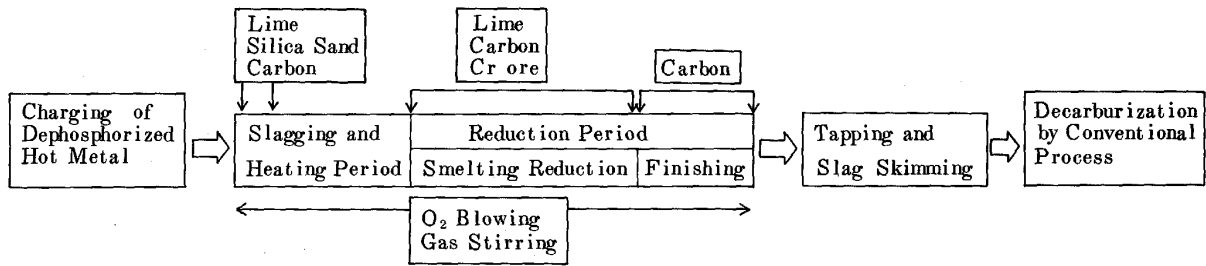 Lime
Silica Sand
Carbon
Lime
Carbon
Cr ore
Carbon
Charging of
Dephosphorized
Hot Metal
Slagging and
Heating Period
Reduction Period
Smelting Reduction
Finishing
Tapping and
Slag Skimming
Decarburization
by Conventional
Process
O₂ Blowing
Gas Stirring